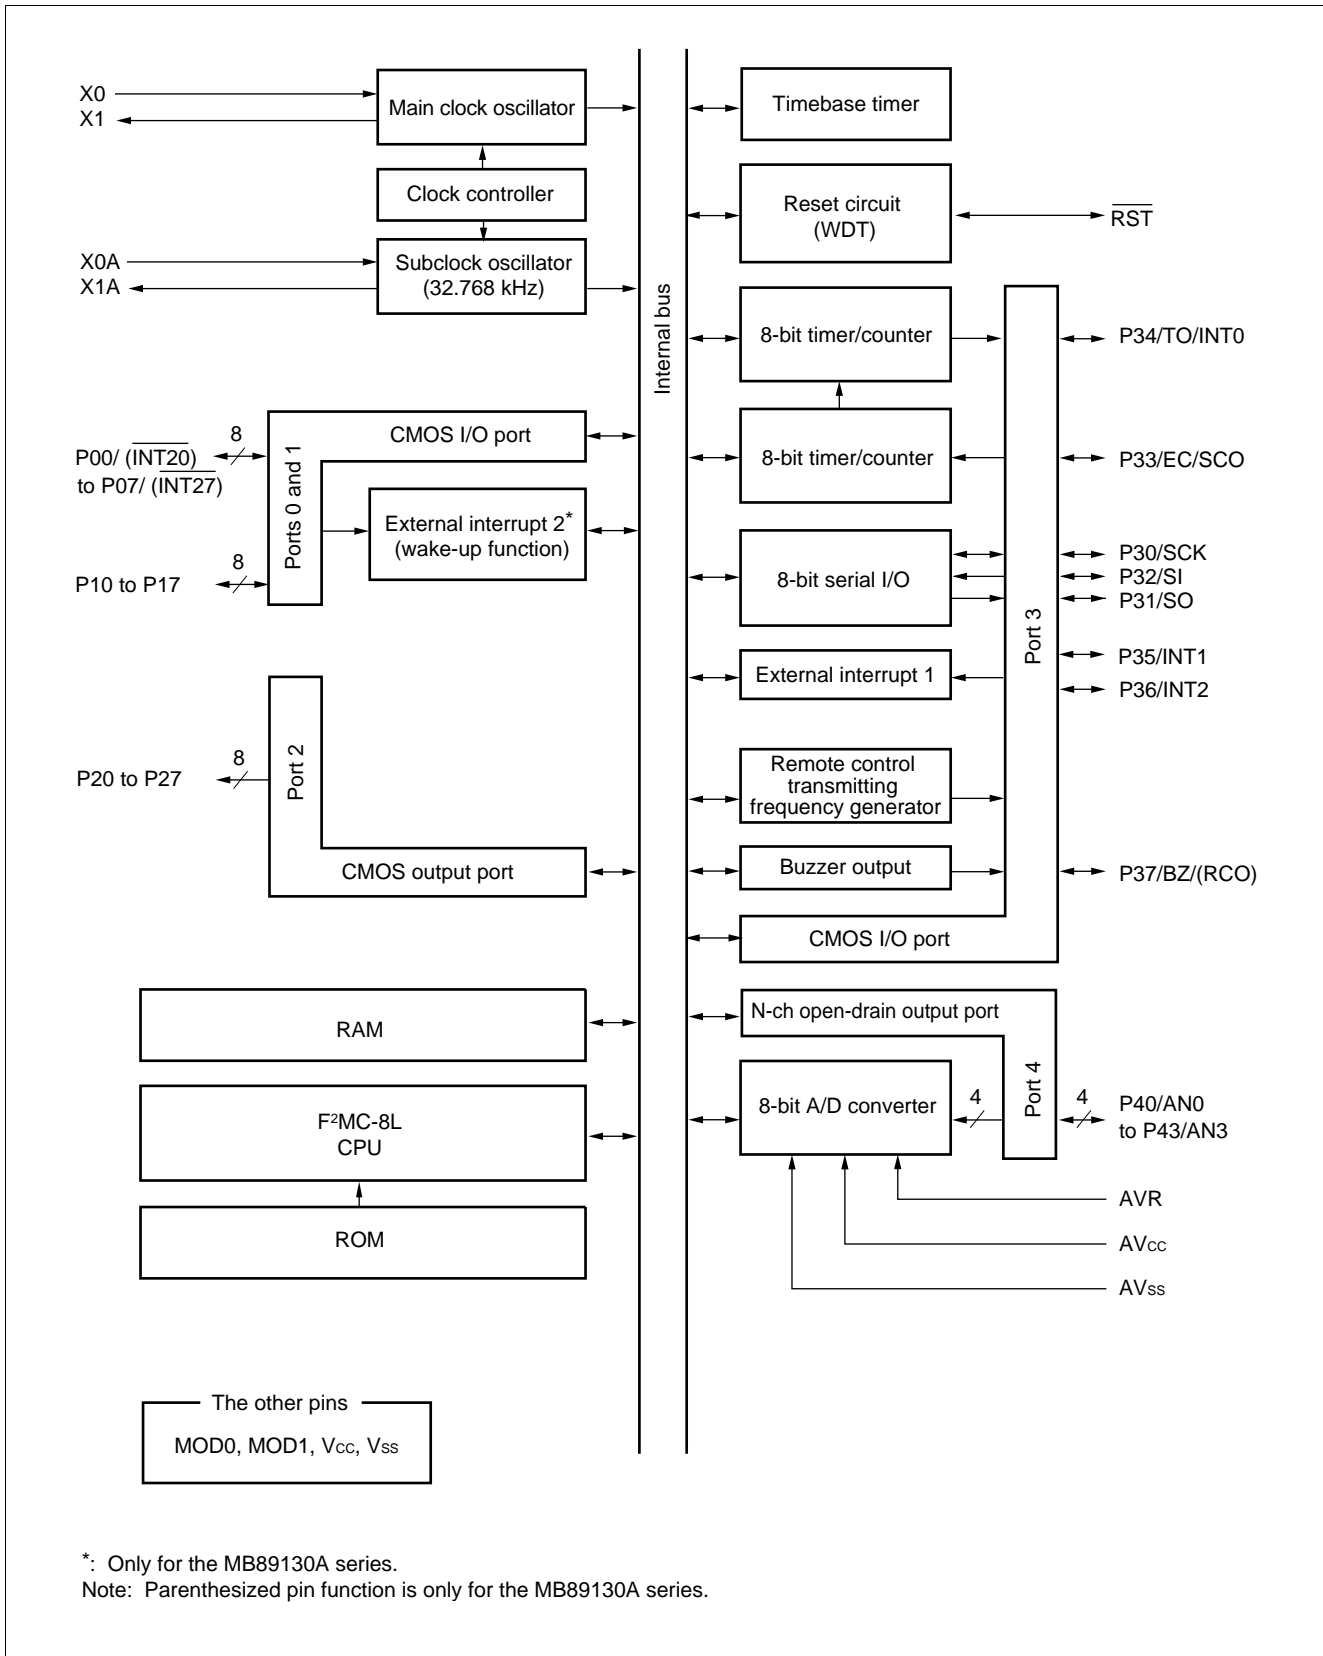 X0
X1
Main clock oscillator
Clock controller
X0A
X1A
Subclock oscillator
(32.768 kHz)
8
P00/ (INT20)
to P07/ (INT27)
CMOS I/O port
Ports 0 and 1
External interrupt 2*
(wake-up function)
8
P10 to P17
8
P20 to P27
Port 2
CMOS output port
RAM
F²MC-8L
CPU
ROM
The other pins
MOD0, MOD1, VCC, VSS
Internal bus
Timebase timer
Reset circuit
(WDT)
RST
8-bit timer/counter
P34/TO/INT0
8-bit timer/counter
P33/EC/SCO
8-bit serial I/O
P30/SCK
P32/SI
P31/SO
Port 3
External interrupt 1
P35/INT1
P36/INT2
Remote control
transmitting
frequency generator
Buzzer output
P37/BZ/(RCO)
CMOS I/O port
N-ch open-drain output port
Port 4
8-bit A/D converter
4
4
P40/AN0
to P43/AN3
AVR
AVCC
AVSS
*: Only for the MB89130A series.
Note: Parenthesized pin function is only for the MB89130A series.